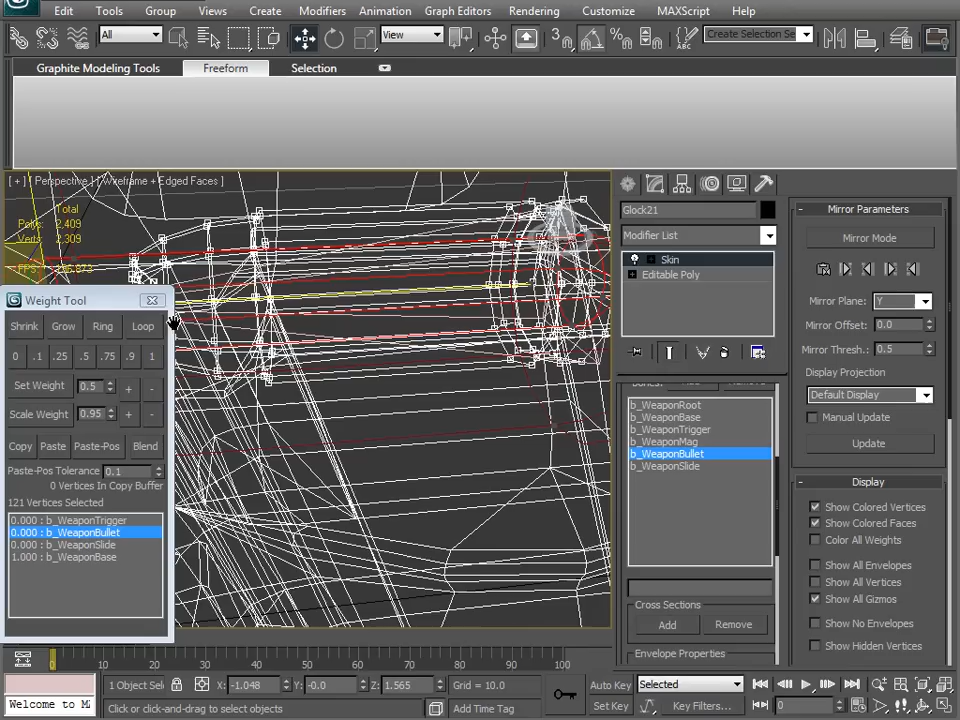 Edit Tools Group Views Create Modifiers Animation Graph Editors Rendering Customize MAXScript Help
All View 3 Create Selection Se
Graphite Modeling Tools Freeform Selection
[ + ] [ Perspective ] [ Wireframe + Edged Faces ]
Total
Polys: 2,409
Verts: 2,309
FPS:
Weight Tool
Shrink Grow Ring Loop
0 .1 .25 .5 .75 .9 1
Set Weight 0.5 + -
Scale Weight 0.95 + -
Copy Paste Paste-Pos Blend
Paste-Pos Tolerance 0.1
0 Vertices In Copy Buffer
121 Vertices Selected
0.000 : b_WeaponTrigger
0.000 : b_WeaponBullet
0.000 : b_WeaponSlide
1.000 : b_WeaponBase
Glock21
Modifier List
Skin
Editable Poly
b_WeaponRoot
b_WeaponBase
b_WeaponTrigger
b_WeaponMag
b_WeaponBullet
b_WeaponSlide
Cross Sections
Add Remove
Envelope Properties
Mirror Parameters
Mirror Mode
Mirror Plane: Y
Mirror Offset: 0.0
Mirror Thresh.: 0.5
Display Projection
Default Display
Manual Update
Update
Display
Show Colored Vertices
Show Colored Faces
Color All Weights
Show All Envelopes
Show All Vertices
Show All Gizmos
Show No Envelopes
Show Hidden Vertices
0 10 20 30 40 50 60 70 80 90 100
1 Object Sel X: -1.048 Y: -0.0 Z: 1.565 Grid = 10.0 Auto Key Selected
Welcome to M Click or click-and-drag to select objects Add Time Tag Set Key Key Filters... 0